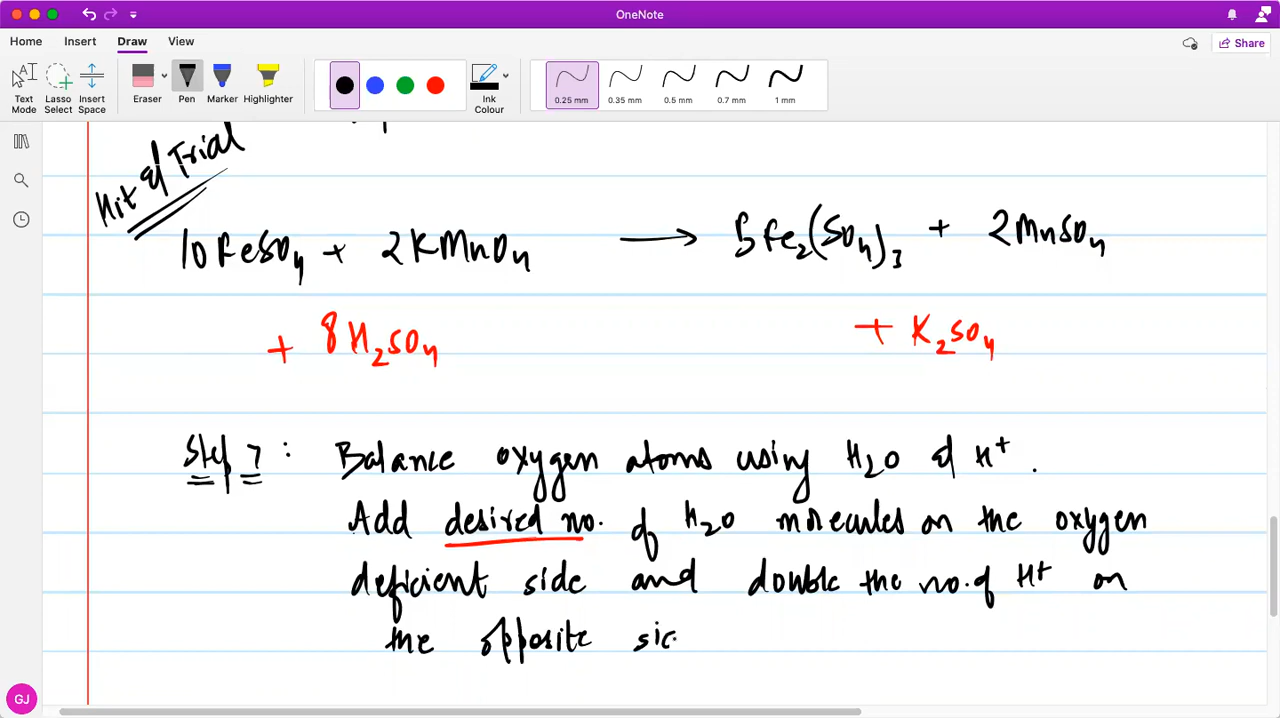 OneNote
Home Insert Draw View
Share
Text Mode
Lasso Select
Insert Space
Eraser
Pen
Marker
Highlighter
Ink Colour
0.25 mm 0.35 mm 0.5 mm 0.7 mm 1 mm
Hit & Trial
10 FeSO4 + 2KMnO4 → 5Fe2(SO4)3 + 2MnSO4
+ 8H2SO4 + K2SO4
Step 7 : Balance oxygen atoms using H2O & H+.
Add desired no. of H2O molecules on the oxygen
deficient side and double the no. of H+ on
the opposite sic
GJ